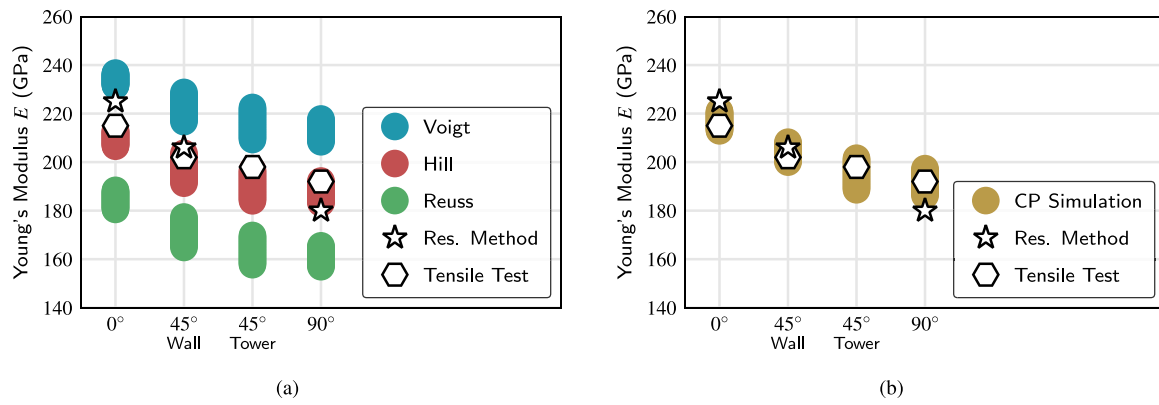 Young's Modulus E (GPa)
260
240
220
200
180
160
140
Voigt
Hill
Reuss
Res. Method
Tensile Test
0°
45°
45°
90°
Wall
Tower
(a)
Young's Modulus E (GPa)
260
240
220
200
180
160
140
CP Simulation
Res. Method
Tensile Test
0°
45°
45°
90°
Wall
Tower
(b)